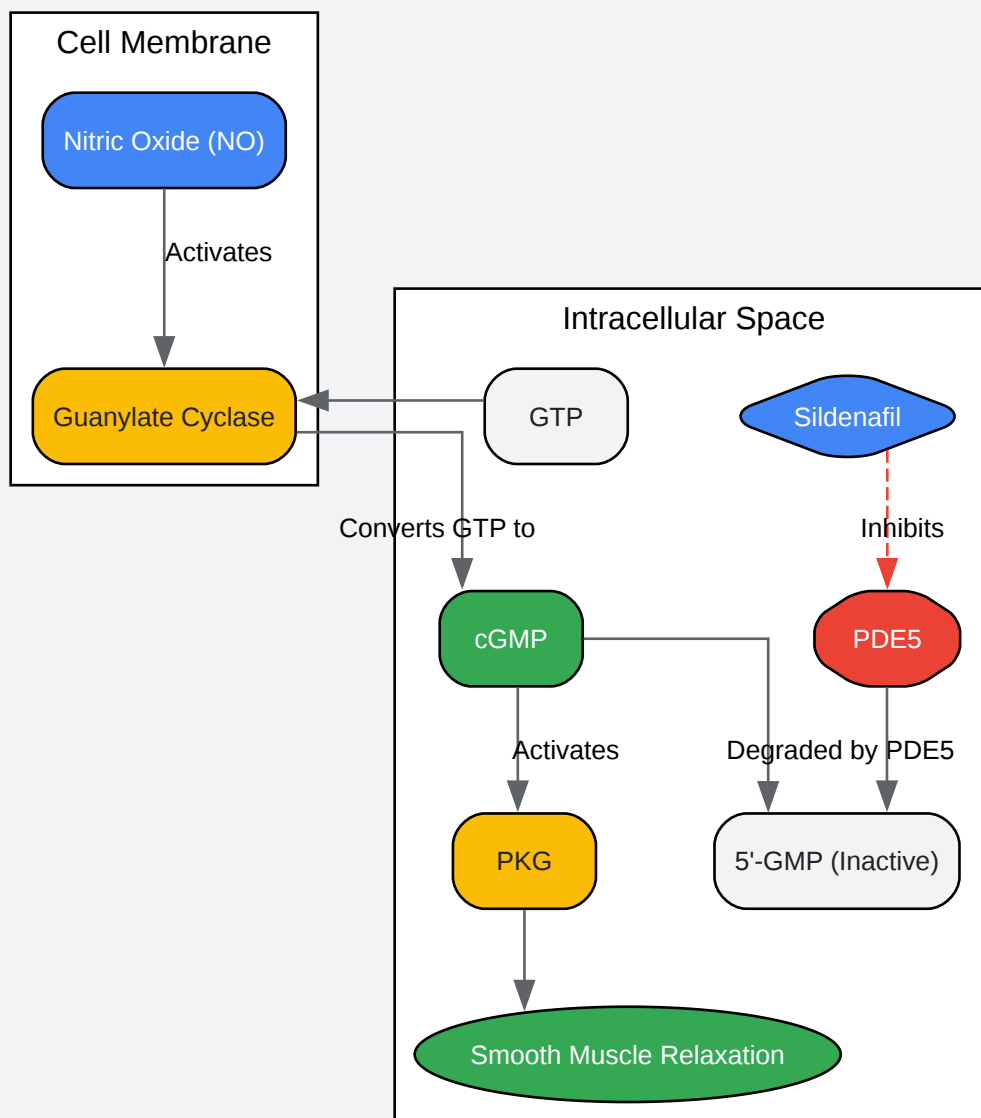 Cell Membrane
Nitric Oxide (NO)
Activates
Intracellular Space
Guanylate Cyclase
GTP
Sildenafil
Converts GTP to
Inhibits
cGMP
PDE5
Activates
Degraded by PDE5
PKG
5'-GMP (Inactive)
Smooth Muscle Relaxation